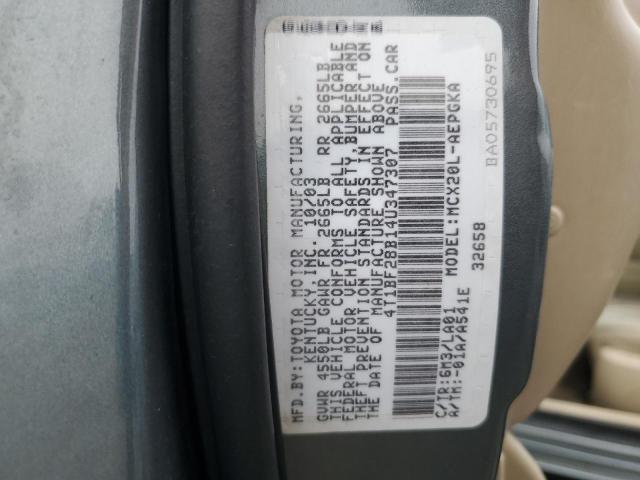 MFD.BY:TOYOTA MOTOR MANUFACTURING,
KENTUCKY INC. 10/03
GVWR 4550LB GAWR FR 2665LB RR 2665LB
THIS VEHICLE CONFORMS TO ALL APPLICABLE
FEDERAL MOTOR VEHICLE SAFETY, BUMPER AND
THEFT PREVENTION STANDARDS IN EFFECT ON
THE DATE OF MANUFACTURE SHOWN ABOVE
4T1BF28B14U347307 PASS.CAR
C/TR:6M3/LA01 MODEL:MCX20L-AEPGKA
A/TM:-01A/A541E 32658
BA05730695